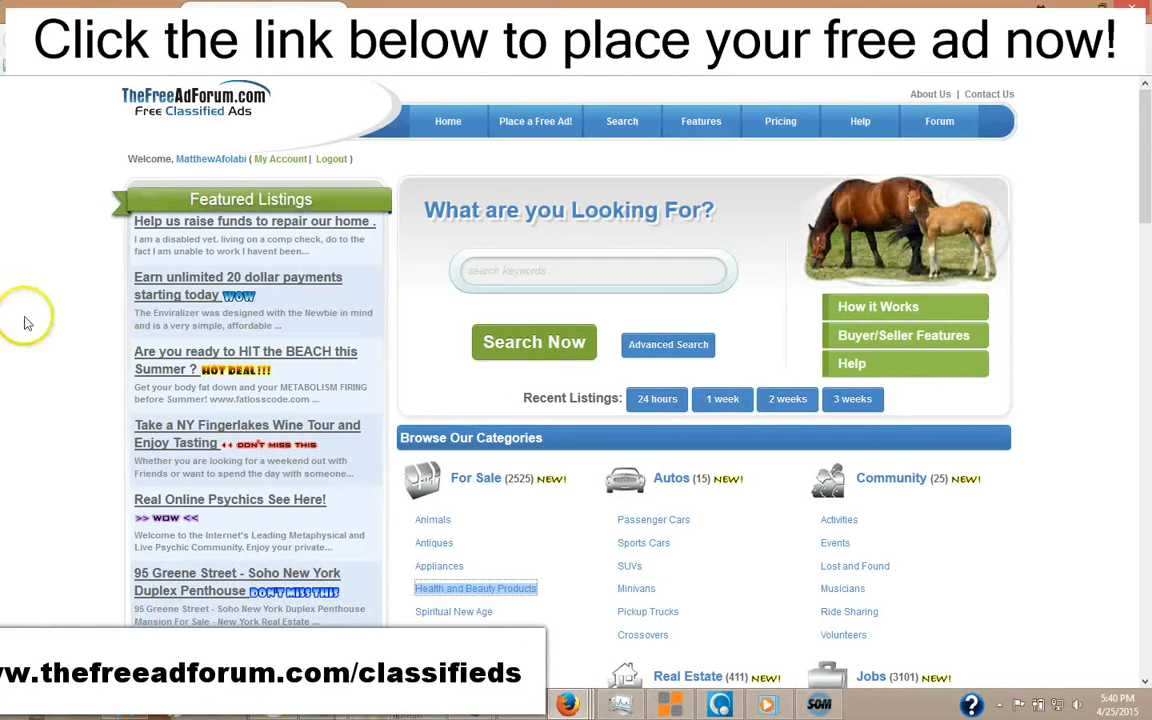 Click the link below to place your free ad now!
TheFreeAdForum.com
Free Classified Ads
About Us | Contact Us
Home
Place a Free Ad!
Search
Features
Pricing
Help
Forum
Welcome, MatthewAfolabi ( My Account | Logout )
Featured Listings
Help us raise funds to repair our home .
I am a disabled vet. living on a comp check, do to the
fact I am unable to work I havent been...
Earn unlimited 20 dollar payments
starting today WOW
The Enviralizer was designed with the Newbie in mind
and is a very simple, affordable ...
Are you ready to HIT the BEACH this
Summer ? HOT DEAL!!!
Get your body fat down and your METABOLISM FIRING
before Summer! www.fatlosscode.com ...
Take a NY Fingerlakes Wine Tour and
Enjoy Tasting DON'T MISS THIS
Whether you are looking for a weekend out with
Friends or want to spend the day with someone...
Real Online Psychics See Here!
>> WOW <<
Welcome to the Internet's Leading Metaphysical and
Live Psychic Community. Enjoy your private...
95 Greene Street - Soho New York
Duplex Penthouse DON'T MISS THIS
95 Greene Street - Soho New York Duplex Penthouse
Mansion For Sale - New York Real Estate ...
What are you Looking For?
search keywords...
Search Now
Advanced Search
How it Works
Buyer/Seller Features
Help
Recent Listings:
24 hours
1 week
2 weeks
3 weeks
Browse Our Categories
For Sale (2525) NEW!
Animals
Antiques
Appliances
Health and Beauty Products
Spiritual New Age
Autos (15) NEW!
Passenger Cars
Sports Cars
SUVs
Minivans
Pickup Trucks
Crossovers
Community (25) NEW!
Activities
Events
Lost and Found
Musicians
Ride Sharing
Volunteers
Real Estate (411) NEW!
Jobs (3101) NEW!
w.thefreeadforum.com/classifieds
SOM
5:40 PM
4/25/2015